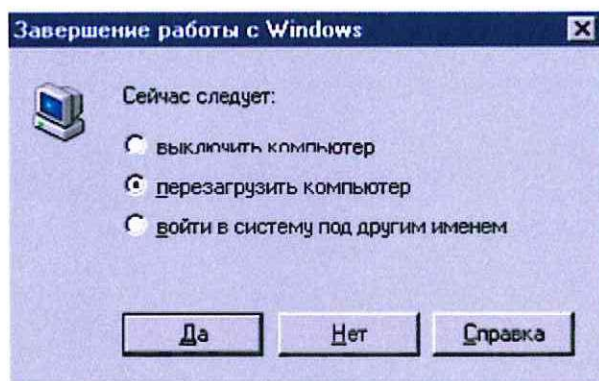 Завершение работы с Windows
Сейчас следует:
выключить компьютер
перезагрузить компьютер
войти в систему под другим именем
Да Нет Справка